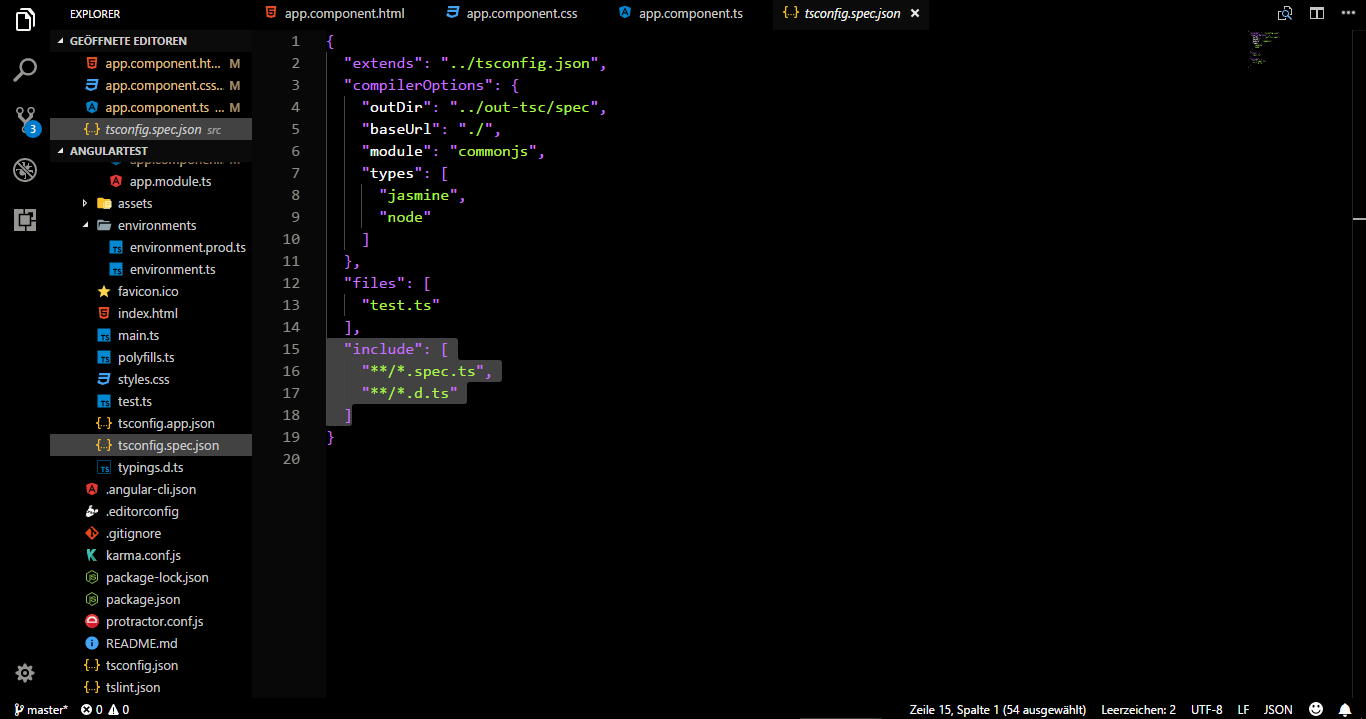 EXPLORER
app.component.html
app.component.css
app.component.ts
tsconfig.spec.json
GEÖFFNETE EDITOREN
app.component.ht... M
app.component.css... M
app.component.ts ... M
tsconfig.spec.json src
3
ANGULARTEST
app.module.ts
assets
environments
environment.prod.ts
environment.ts
favicon.ico
index.html
main.ts
polyfills.ts
styles.css
test.ts
tsconfig.app.json
tsconfig.spec.json
typings.d.ts
.angular-cli.json
.editorconfig
.gitignore
karma.conf.js
package-lock.json
package.json
protractor.conf.js
README.md
tsconfig.json
tslint.json
1 {
2 "extends": "../tsconfig.json",
3 "compilerOptions": {
4 "outDir": "../out-tsc/spec",
5 "baseUrl": "./",
6 "module": "commonjs",
7 "types": [
8 "jasmine",
9 "node"
10 ]
11 },
12 "files": [
13 "test.ts"
14 ],
15 "include": [
16 "**/*.spec.ts",
17 "**/*.d.ts"
18 ]
19 }
20
master* 0 0 Zeile 15, Spalte 1 (54 ausgewählt) Leerzeichen: 2 UTF-8 LF JSON